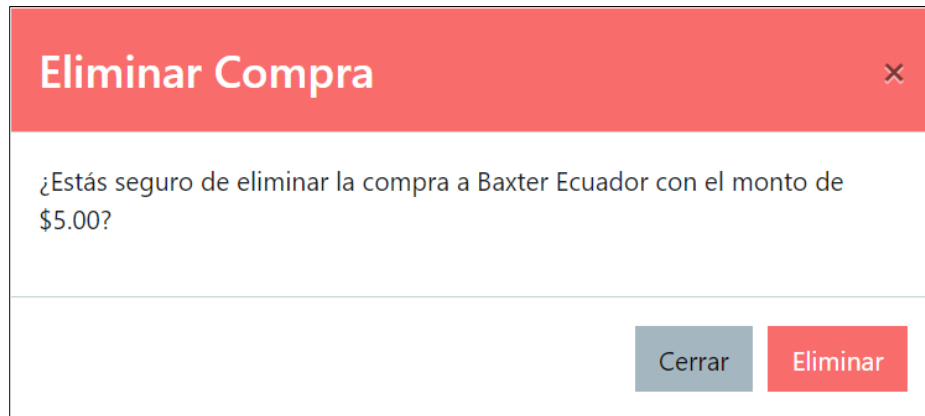 Eliminar Compra ×
¿Estás seguro de eliminar la compra a Baxter Ecuador con el monto de
$5.00?
Cerrar Eliminar